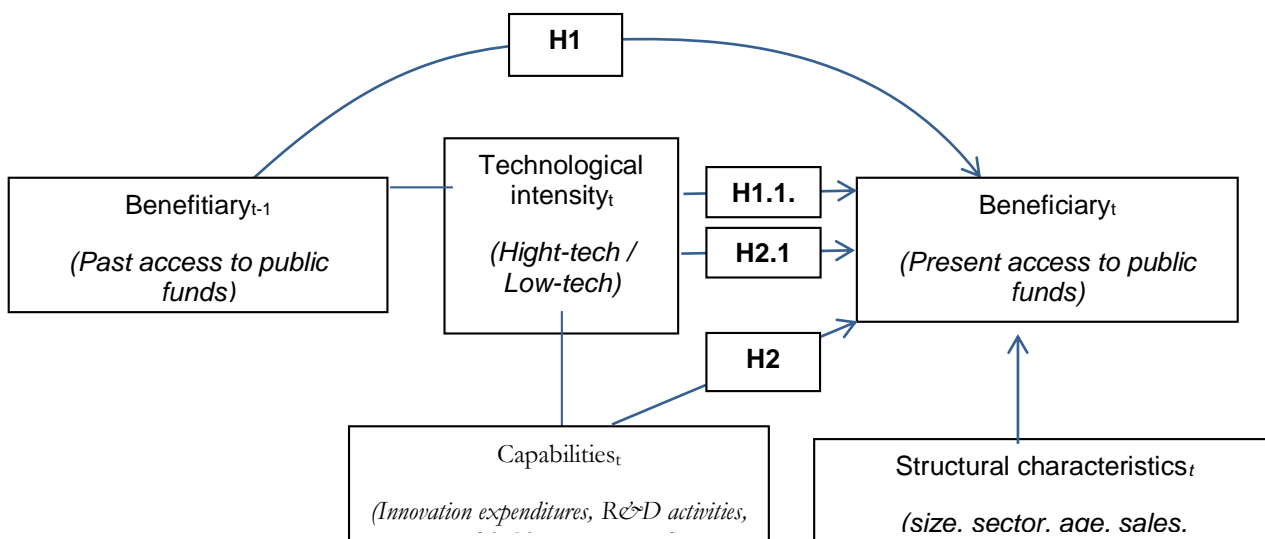 H1
Technological
intensityt
(Hight-tech /
Low-tech)
Benefitiaryt-1
(Past access to public
funds)
H1.1.
H2.1
Beneficiaryt
(Present access to public
funds)
H2
Capabilitiest
(Innovation expenditures, R&D activities,
Structural characteristicst
(size, sector, age, sales,